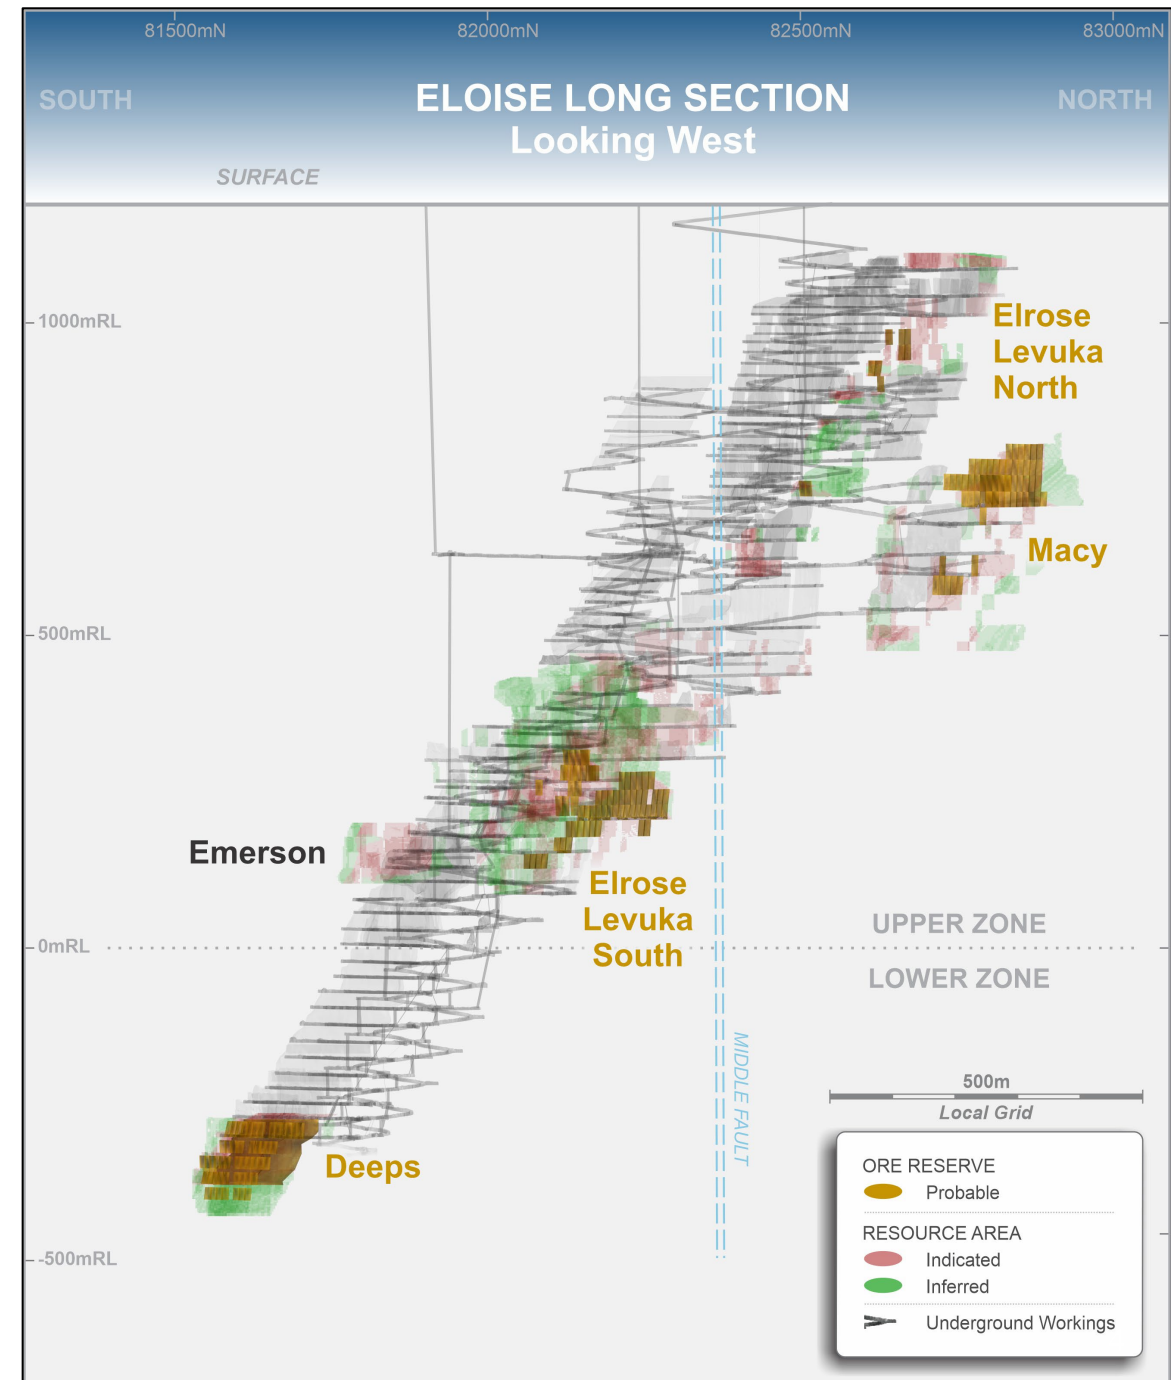 81500mN
82000mN
82500mN
83000mN
SOUTH
ELOISE LONG SECTION
NORTH
Looking West
SURFACE
1000mRL
Elrose
Levuka
North
Macy
500mRL
Emerson
Elrose
Levuka
South
UPPER ZONE
0mRL
LOWER ZONE
MIDDLE FAULT
500m
Local Grid
Deeps
-500mRL
ORE RESERVE
Probable
RESOURCE AREA
Indicated
Inferred
Underground Workings